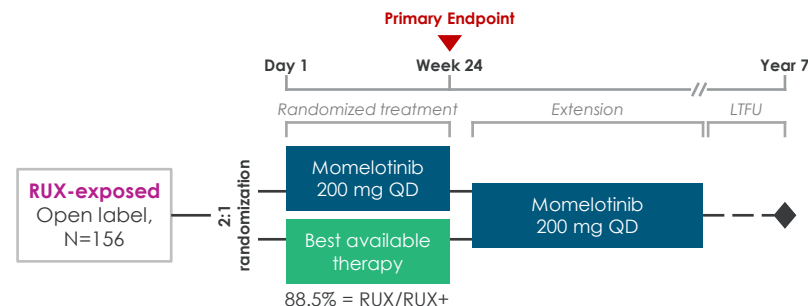 Primary Endpoint
Day 1
Week 24
Year 7
Randomized treatment
Extension
LTFU
RUX-exposed
Open label,
N=156
2:1
randomization
Momelotinib
200 mg QD
Best available
therapy
88.5% = RUX/RUX+
Momelotinib
200 mg QD